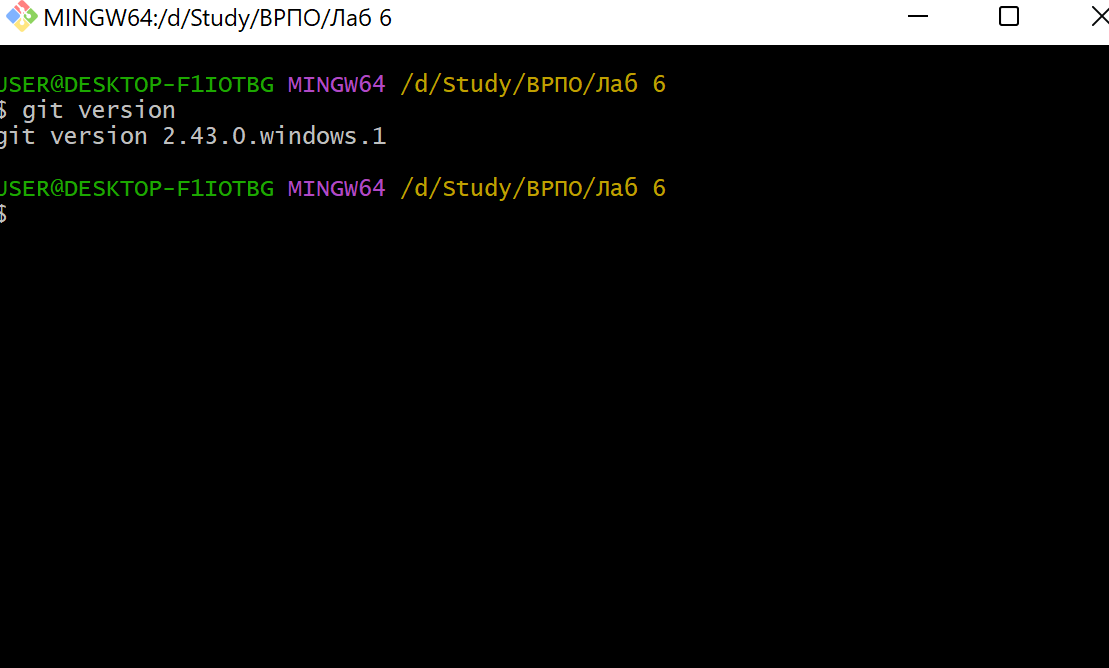 MINGW64:/d/Study/ВРПО/Лаб 6
USER@DESKTOP-F1IOTBG MINGW64 /d/Study/ВРПО/Лаб 6
$ git version
git version 2.43.0.windows.1
USER@DESKTOP-F1IOTBG MINGW64 /d/Study/ВРПО/Лаб 6
$